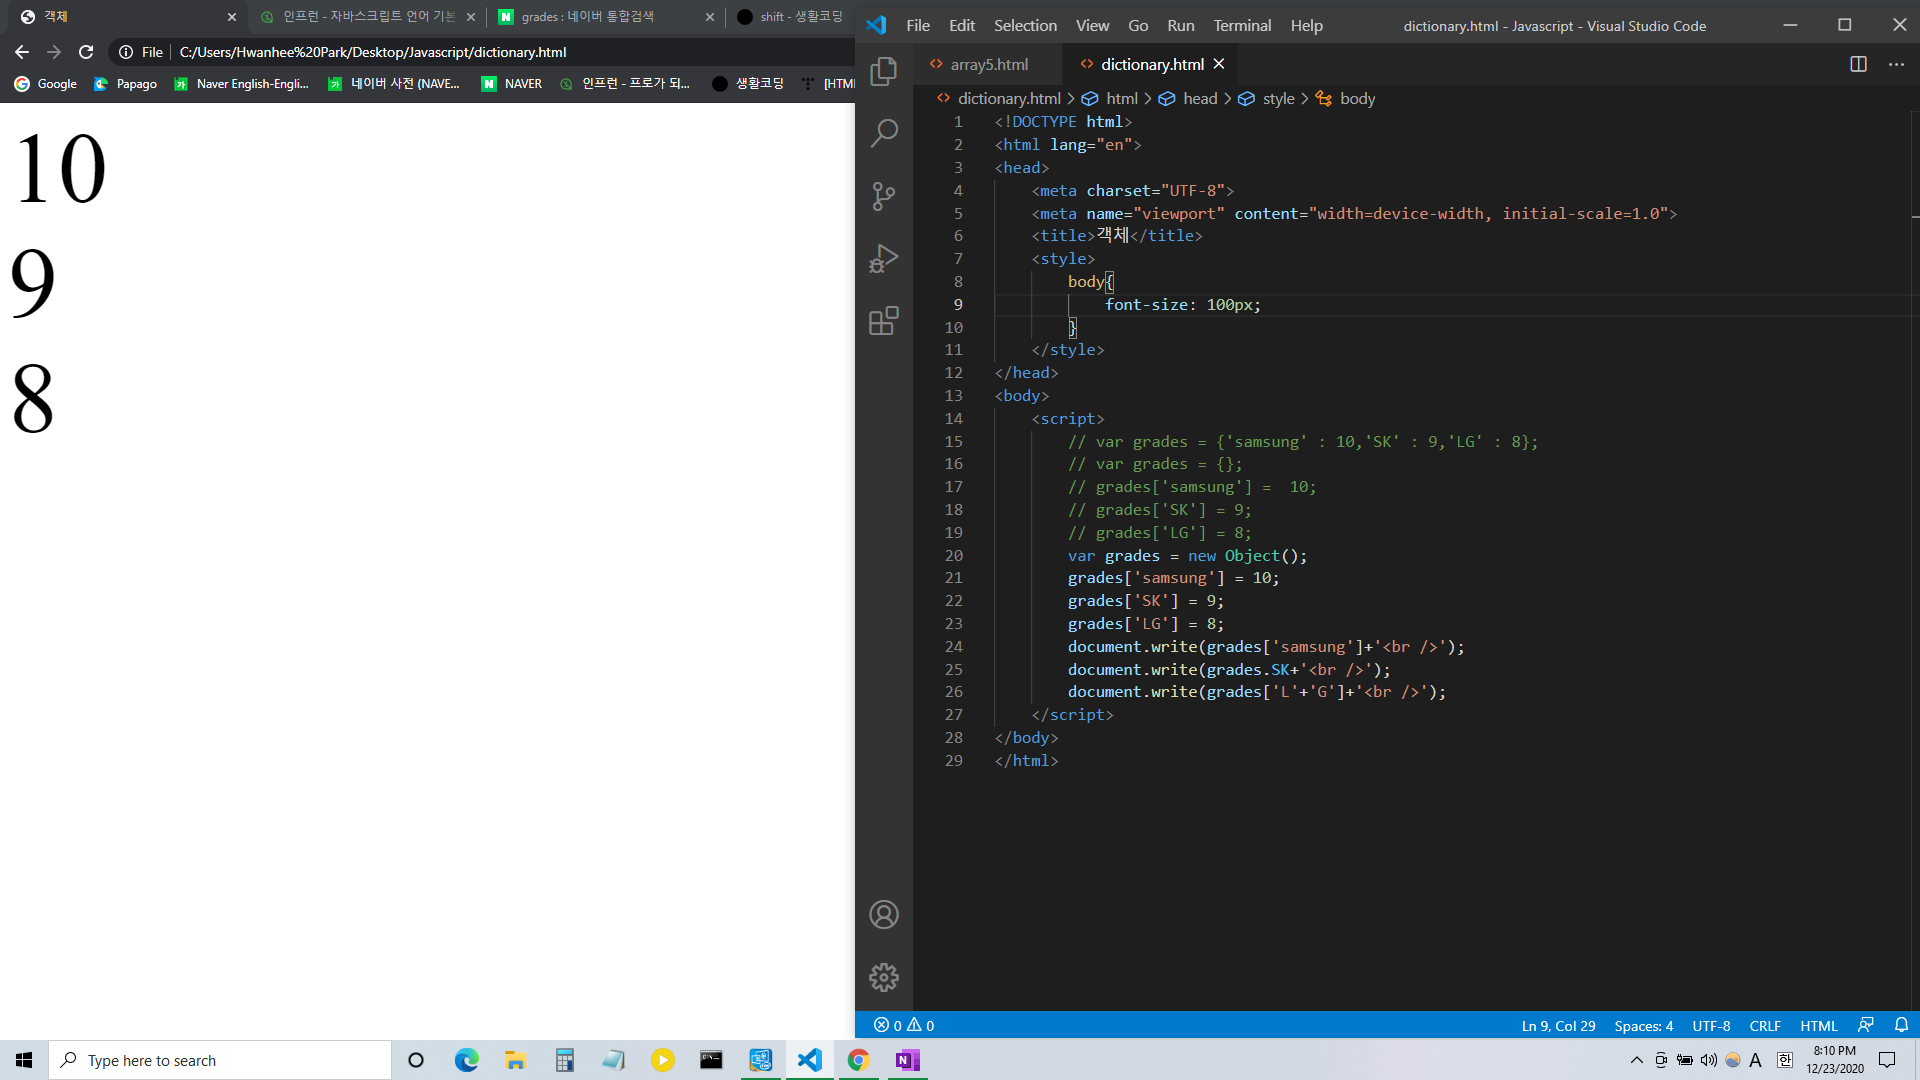 객체
인프런 - 자바스크립트 언어 기본
grades : 네이버 통합검색
shift - 생활코딩
File C:/Users/Hwanhee%20Park/Desktop/Javascript/dictionary.html
Google Papago Naver English-Engli... 네이버 사전 (NAVE... NAVER 인프런 - 프로가 되... 생활코딩 [HTM
10
9
8
File Edit Selection View Go Run Terminal Help dictionary.html - Javascript - Visual Studio Code
array5.html dictionary.html
dictionary.html > html > head > style > body
1 <!DOCTYPE html>
2 <html lang="en">
3 <head>
4 <meta charset="UTF-8">
5 <meta name="viewport" content="width=device-width, initial-scale=1.0">
6 <title>객체</title>
7 <style>
8 body{
9 font-size: 100px;
10 }
11 </style>
12 </head>
13 <body>
14 <script>
15 // var grades = {'samsung' : 10,'SK' : 9,'LG' : 8};
16 // var grades = {};
17 // grades['samsung'] =  10;
18 // grades['SK'] = 9;
19 // grades['LG'] = 8;
20 var grades = new Object();
21 grades['samsung'] = 10;
22 grades['SK'] = 9;
23 grades['LG'] = 8;
24 document.write(grades['samsung']+'<br />');
25 document.write(grades.SK+'<br />');
26 document.write(grades['L'+'G']+'<br />');
27 </script>
28 </body>
29 </html>
0 0 Ln 9, Col 29 Spaces: 4 UTF-8 CRLF HTML
Type here to search
A 한 8:10 PM
12/23/2020